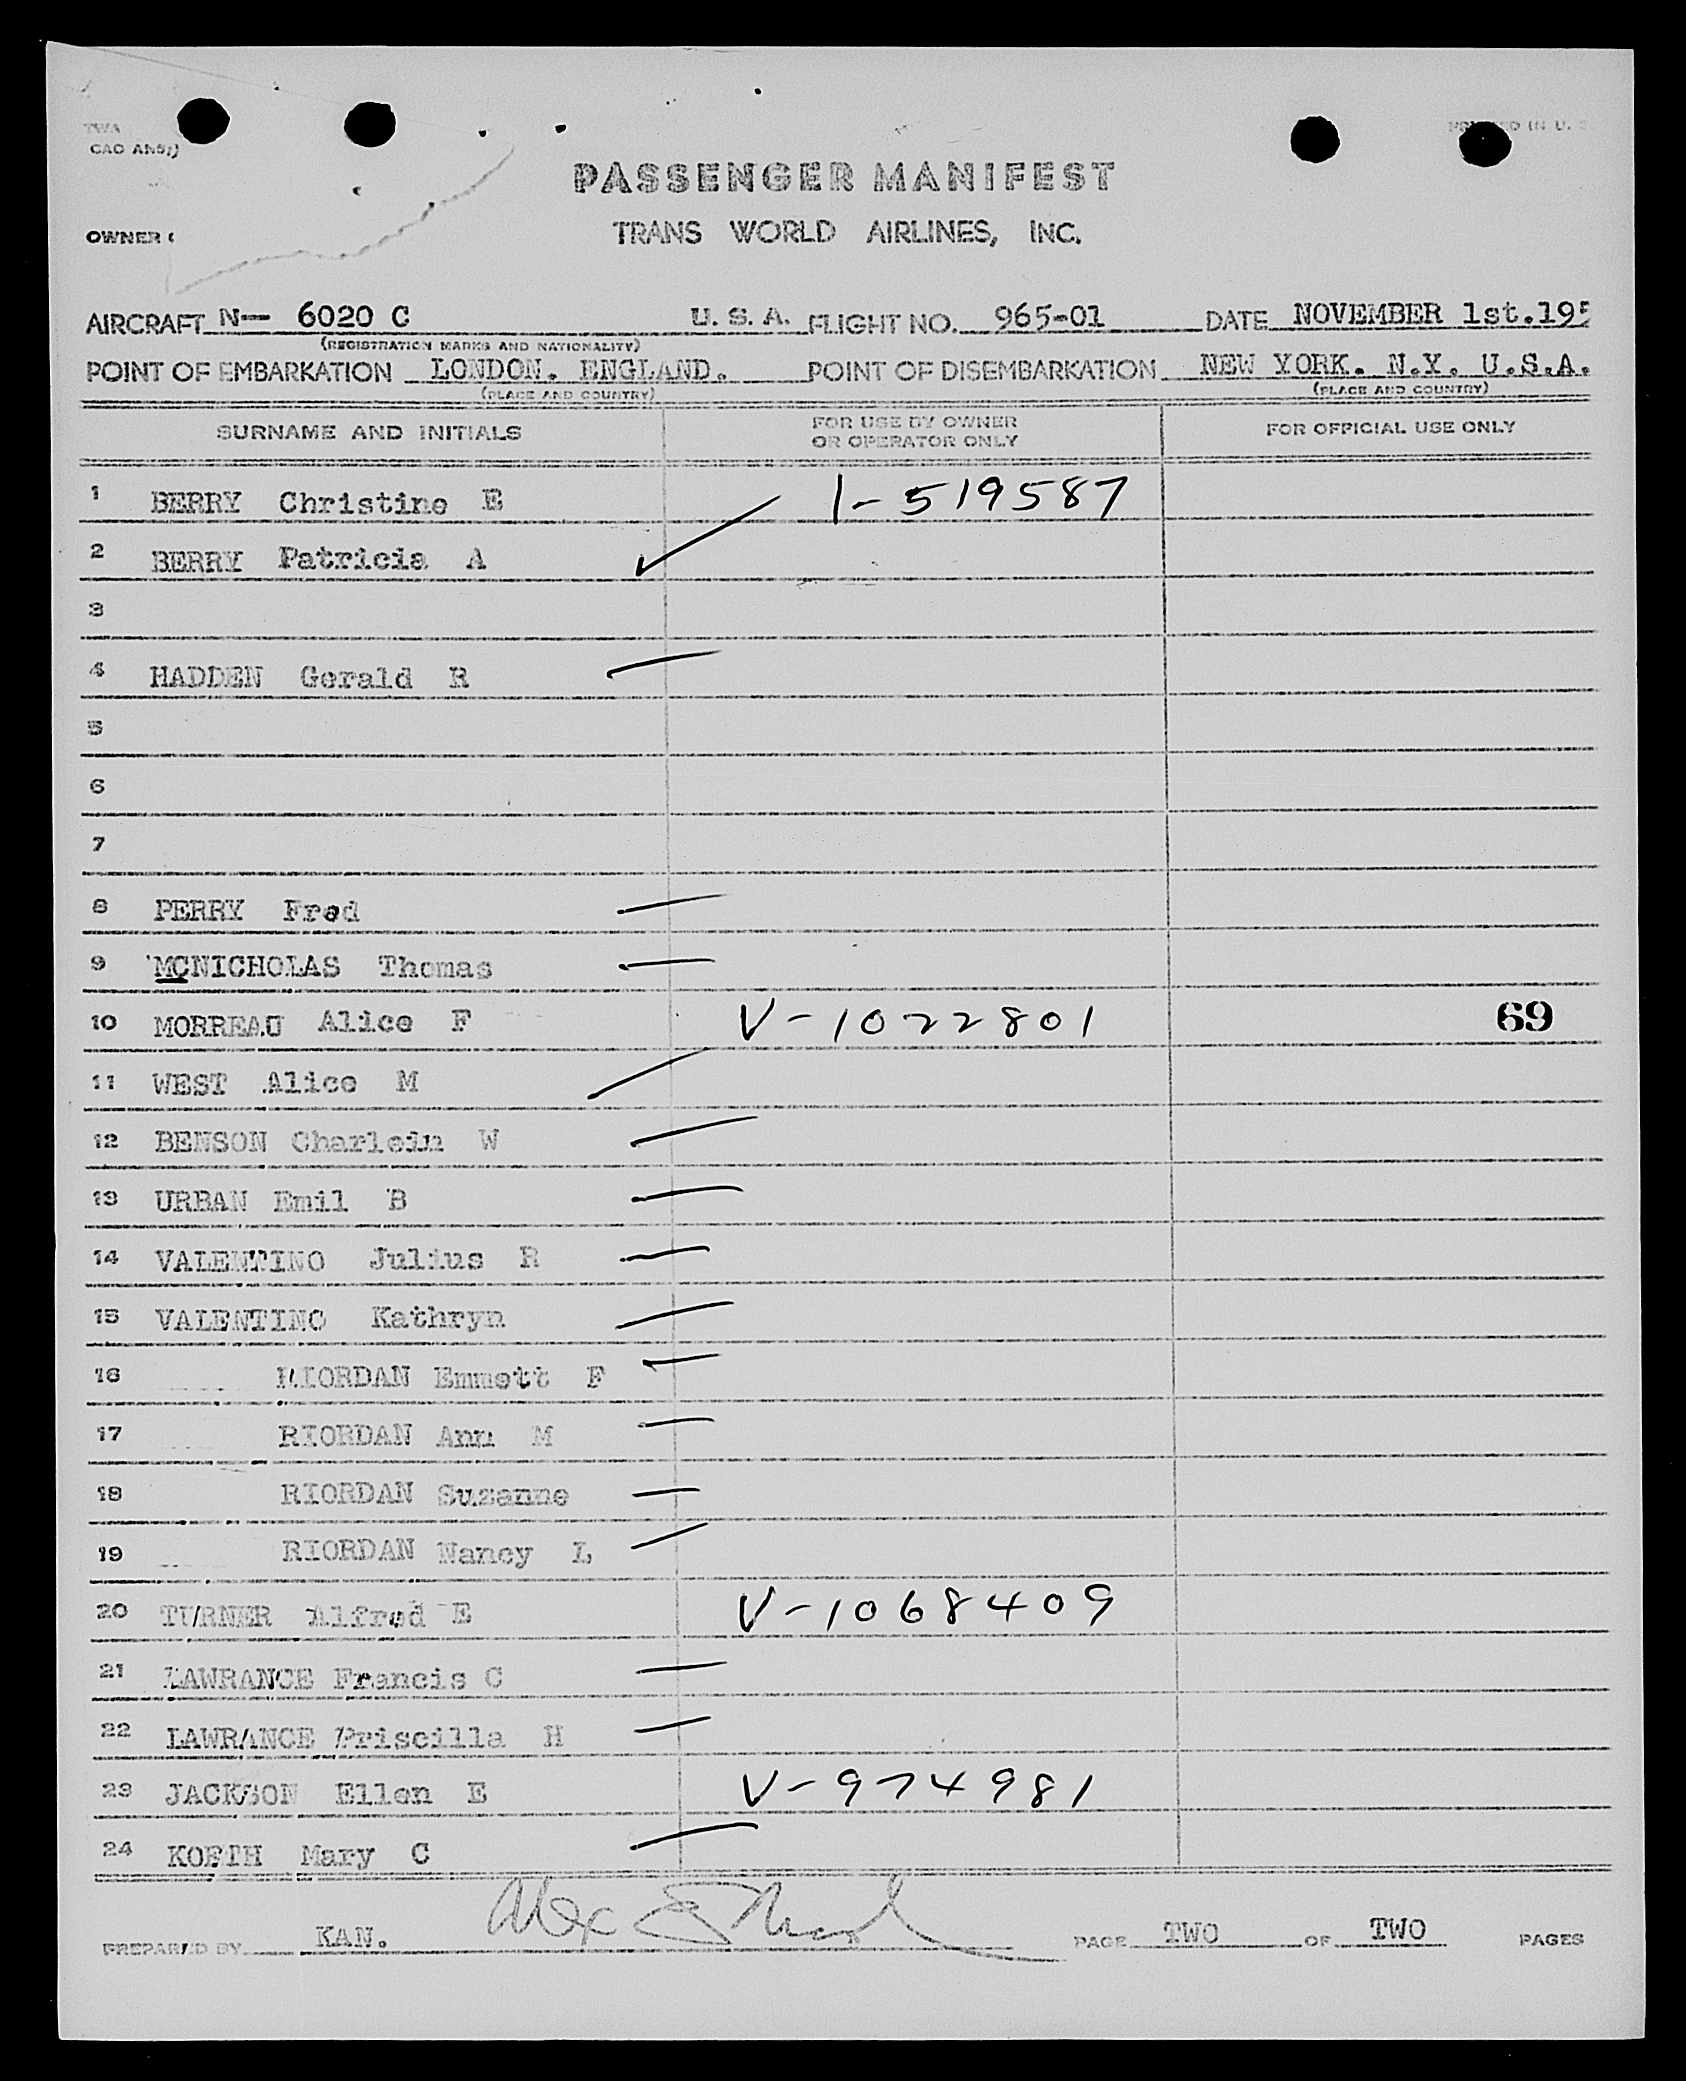 TWA
CAO AN9/)
PRINTED IN U. S
PASSENGER MANIFEST
TRANS WORLD AIRLINES, INC.
OWNER
AIRCRAFT N— 6020 C U. S. A. FLIGHT NO. 965-01 DATE NOVEMBER 1st.195
(REGISTRATION MARKS AND NATIONALITY)
POINT OF EMBARKATION LONDON. ENGLAND. POINT OF DISEMBARKATION NEW YORK. N.Y. U.S.A.
(PLACE AND COUNTRY) (PLACE AND COUNTRY)
SURNAME AND INITIALS FOR USE BY OWNER OR OPERATOR ONLY FOR OFFICIAL USE ONLY
1 BERRY Christine E 1-519587
2 BERRY Patricia A
3
4 HADDEN Gerald R
5
6
7
8 PERRY Fred
9 MCNICHOLAS Thomas
10 MORREAU Alice F V-1022801 69
11 WEST Alice M
12 BENSON Charlein W
13 URBAN Emil B
14 VALENTINO Julius R
15 VALENTINO Kathryn
16 RIORDAN Emmett F
17 RIORDAN Ann M
18 RIORDAN Suzanne
19 RIORDAN Nancy L
20 TURNER Alfred E V-1068409
21 LAWRANCE Francis C
22 LAWRANCE Priscilla H
23 JACKSON Ellen E V-974981
24 Mary C
PREPARED BY KAN. Alex PAGE TWO OF TWO PAGES